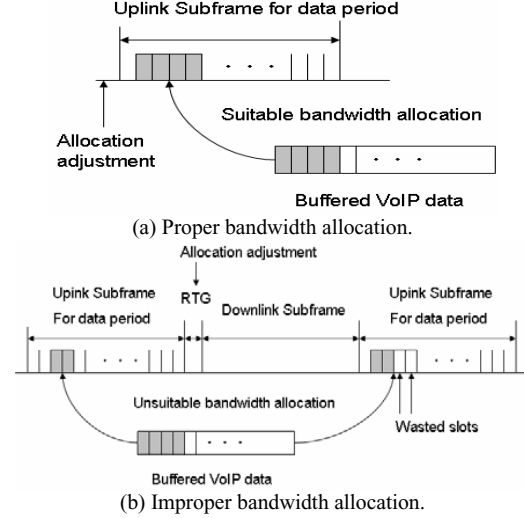 Uplink Subframe for data period
Suitable bandwidth allocation
Allocation
adjustment
Buffered VoIP data
(a) Proper bandwidth allocation.
Allocation adjustment
Upink Subframe
For data period
RTG
Downlink Subframe
Upink Subframe
For data period
Unsuitable bandwidth allocation
Wasted slots
Buffered VoIP data
(b) Improper bandwidth allocation.